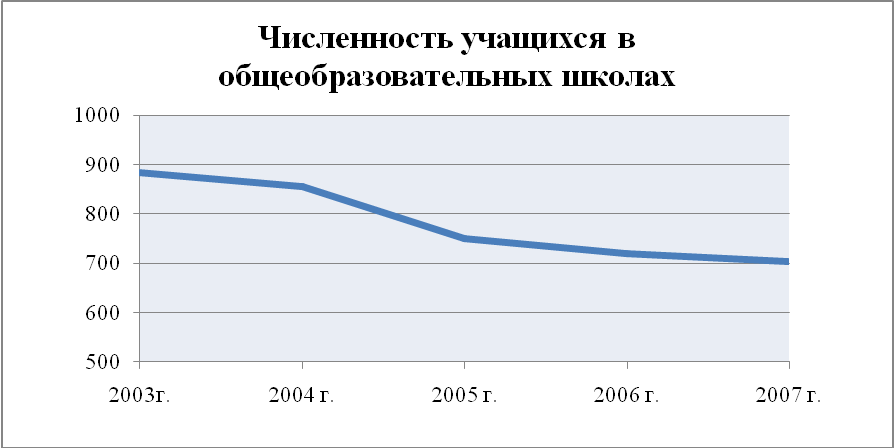 Численность учащихся в
общеобразовательных школах
1000
900
800
700
600
500
2003г.
2004 г.
2005 г.
2006 г.
2007 г.